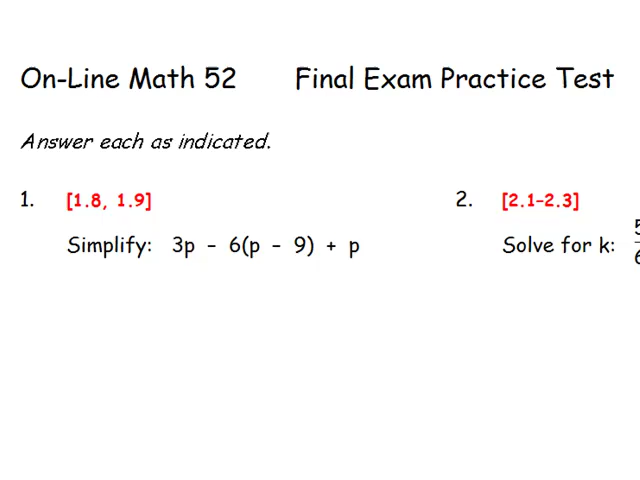 On-Line Math 52 Final Exam Practice Test
Answer each as indicated.
1. [1.8, 1.9] 2. [2.1–2.3]
Simplify: 3p – 6(p – 9) + p Solve for k: